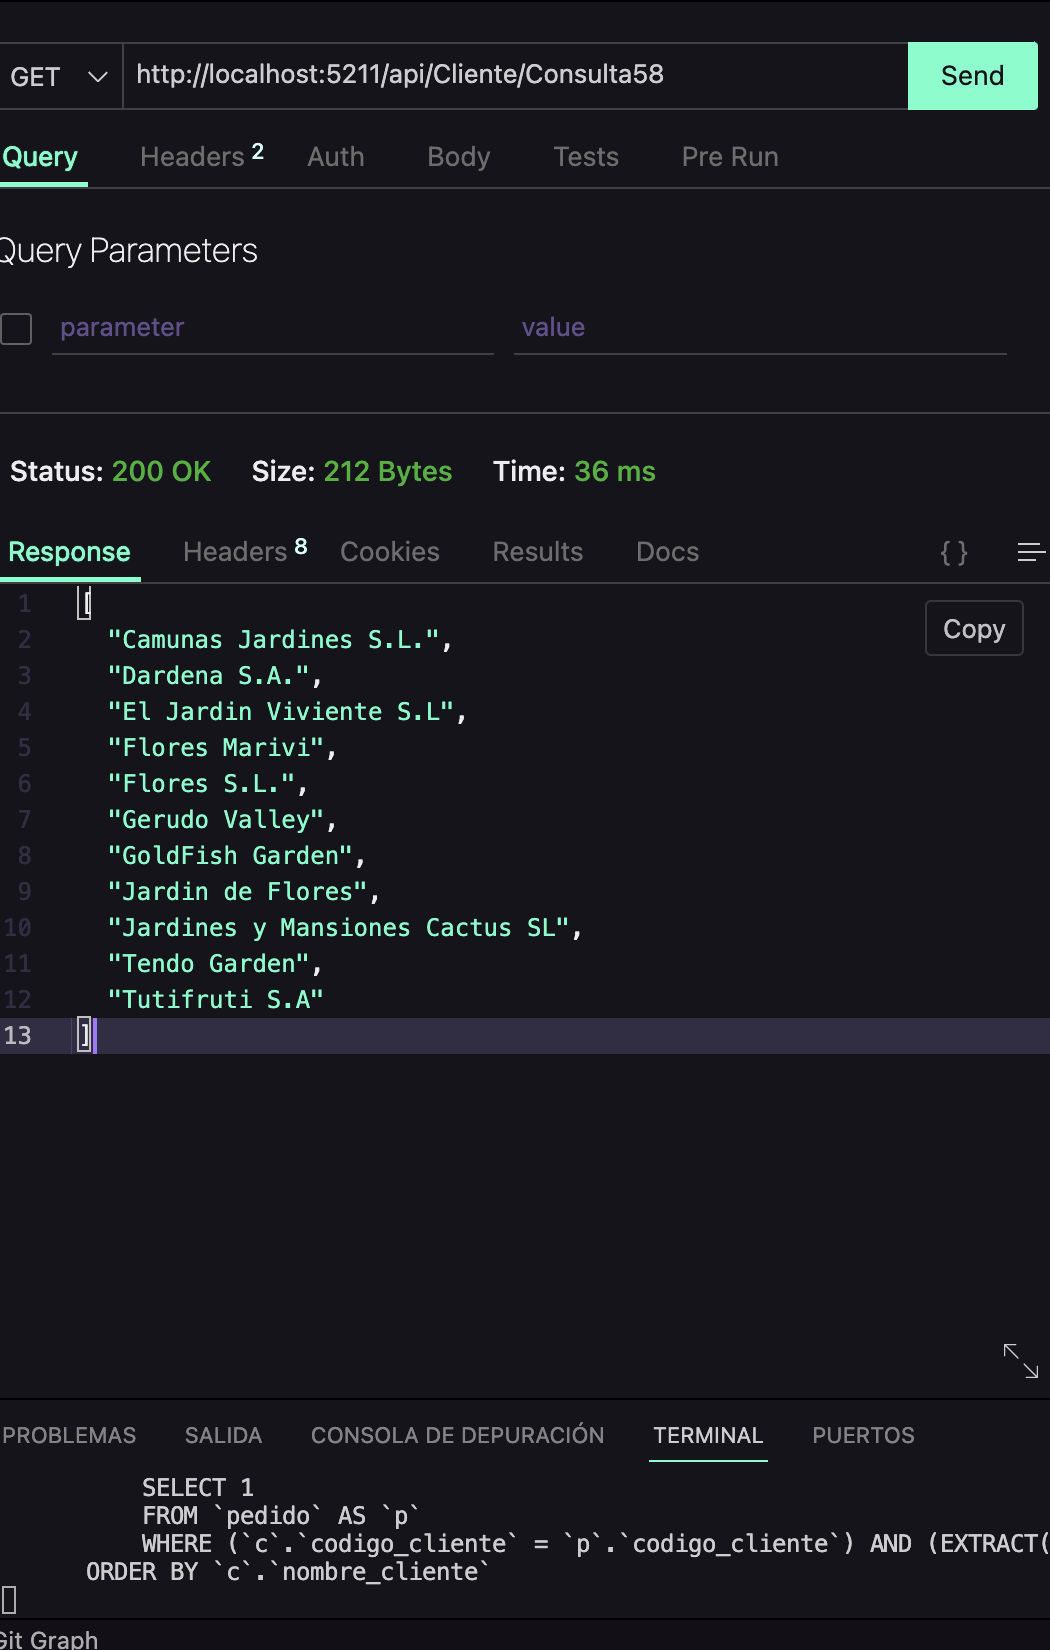 GET http://localhost:5211/api/Cliente/Consulta58 Send
Query Headers 2 Auth Body Tests Pre Run
Query Parameters
parameter value
Status: 200 OK Size: 212 Bytes Time: 36 ms
Response Headers 8 Cookies Results Docs { }
Copy
1 [
2 "Camunas Jardines S.L.",
3 "Dardena S.A.",
4 "El Jardin Viviente S.L",
5 "Flores Marivi",
6 "Flores S.L.",
7 "Gerudo Valley",
8 "GoldFish Garden",
9 "Jardin de Flores",
10 "Jardines y Mansiones Cactus SL",
11 "Tendo Garden",
12 "Tutifruti S.A"
13 ]
PROBLEMAS SALIDA CONSOLA DE DEPURACIÓN TERMINAL PUERTOS
SELECT 1
FROM `pedido` AS `p`
WHERE (`c`.`codigo_cliente` = `p`.`codigo_cliente`) AND (EXTRACT(
ORDER BY `c`.`nombre_cliente`
Git Graph